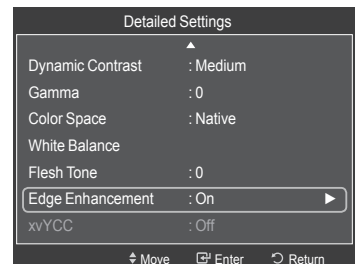 Detailed Settings
Dynamic Contrast : Medium
Gamma : 0
Color Space : Native
White Balance
Flesh Tone : 0
Edge Enhancement : On
xvYCC : Off
Move Enter Return